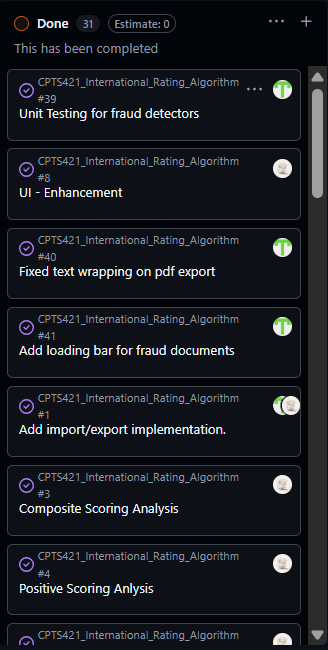 Done 31 Estimate: 0
This has been completed
CPTS421_International_Rating_Algorithm
#39
Unit Testing for fraud detectors
CPTS421_International_Rating_Algorithm
#8
UI - Enhancement
CPTS421_International_Rating_Algorithm
#40
Fixed text wrapping on pdf export
CPTS421_International_Rating_Algorithm
#41
Add loading bar for fraud documents
CPTS421_International_Rating_Algorithm
#1
Add import/export implementation.
CPTS421_International_Rating_Algorithm
#3
Composite Scoring Analysis
CPTS421_International_Rating_Algorithm
#4
Positive Scoring Anlysis
CPTS421_International_Rating_Algorithm